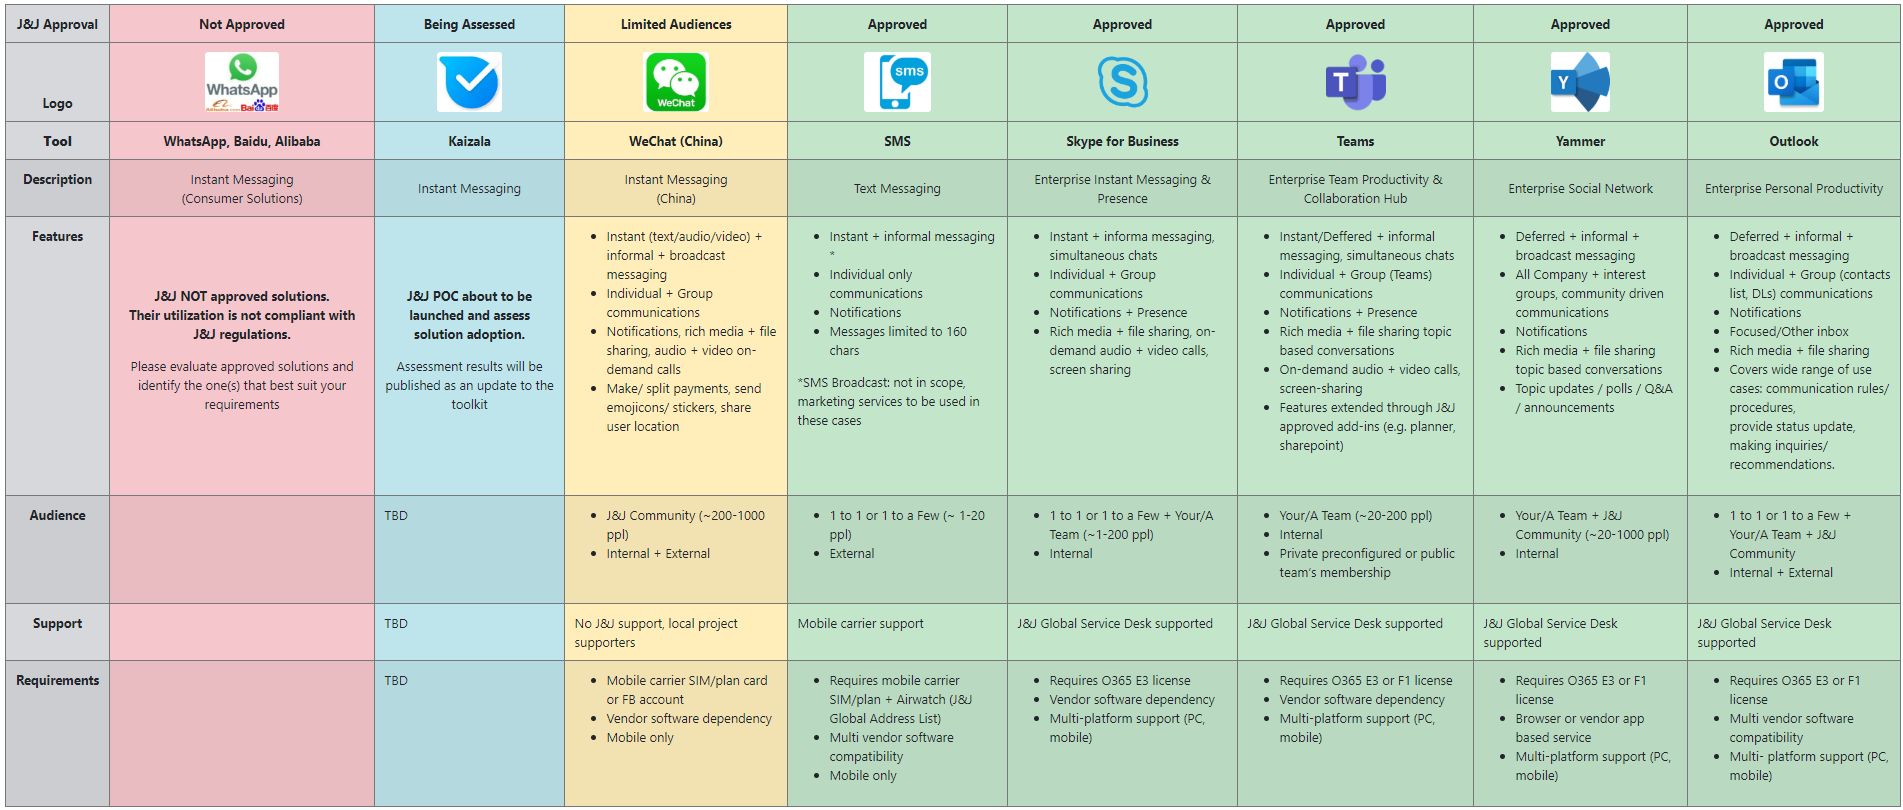 J&J Approval
Not Approved
Being Assessed
Limited Audiences
Approved
Approved
Approved
Approved
Approved
Logo
WhatsApp
Baidu百度
WeChat
sms
S
T
Y
O
Tool
WhatsApp, Baidu, Alibaba
Kaizala
WeChat (China)
SMS
Skype for Business
Teams
Yammer
Outlook
Description
Instant Messaging
(Consumer Solutions)
Instant Messaging
Instant Messaging
(China)
Text Messaging
Enterprise Instant Messaging &
Presence
Enterprise Team Productivity &
Collaboration Hub
Enterprise Social Network
Enterprise Personal Productivity
Features
J&J NOT approved solutions.
Their utilization is not compliant with
J&J regulations.
Please evaluate approved solutions and
identify the one(s) that best suit your
requirements
J&J POC about to be
launched and assess
solution adoption.
Assessment results will be
published as an update to the
toolkit
• Instant (text/audio/video) +
informal + broadcast
messaging
• Individual + Group
communications
• Notifications, rich media + file
sharing, audio + video on-
demand calls
• Make/ split payments, send
emojicons/ stickers, share
user location
• Instant + informal messaging
*
• Individual only
communications
• Notifications
• Messages limited to 160
chars
*SMS Broadcast: not in scope,
marketing services to be used in
these cases
• Instant + informa messaging,
simultaneous chats
• Individual + Group
communications
• Notifications + Presence
• Rich media + file sharing, on-
demand audio + video calls,
screen sharing
• Instant/Deffered + informal
messaging, simultaneous chats
• Individual + Group (Teams)
communications
• Notifications + Presence
• Rich media + file sharing topic
based conversations
• On-demand audio + video calls,
screen-sharing
• Features extended through J&J
approved add-ins (e.g. planner,
sharepoint)
• Deferred + informal +
broadcast messaging
• All Company + interest
groups, community driven
communications
• Notifications
• Rich media + file sharing
topic based conversations
• Topic updates / polls / Q&A
/ announcements
• Deferred + informal +
broadcast messaging
• Individual + Group (contacts
list, DLs) communications
• Notifications
• Focused/Other inbox
• Rich media + file sharing
• Covers wide range of use
cases: communication rules/
procedures,
provide status update,
making inquiries/
recommendations.
Audience
TBD
• J&J Community (~200-1000
ppl)
• Internal + External
• 1 to 1 or 1 to a Few (~ 1-20
ppl)
• External
• 1 to 1 or 1 to a Few + Your/A
Team (~1-200 ppl)
• Internal
• Your/A Team (~20-200 ppl)
• Internal
• Private preconfigured or public
team's membership
• Your/A Team + J&J
Community (~20-1000 ppl)
• Internal
• 1 to 1 or 1 to a Few +
Your/A Team + J&J
Community
• Internal + External
Support
TBD
No J&J support, local project
supporters
Mobile carrier support
J&J Global Service Desk supported
J&J Global Service Desk supported
J&J Global Service Desk
supported
J&J Global Service Desk
supported
Requirements
TBD
• Mobile carrier SIM/plan card
or FB account
• Vendor software dependency
• Mobile only
• Requires mobile carrier
SIM/plan + Airwatch (J&J
Global Address List)
• Multi vendor software
compatibility
• Mobile only
• Requires O365 E3 license
• Vendor software dependency
• Multi-platform support (PC,
mobile)
• Requires O365 E3 or F1 license
• Vendor software dependency
• Multi-platform support (PC,
mobile)
• Requires O365 E3 or F1
license
• Browser or vendor app
based service
• Multi-platform support (PC,
mobile)
• Requires O365 E3 or F1
license
• Multi vendor software
compatibility
• Multi- platform support (PC,
mobile)